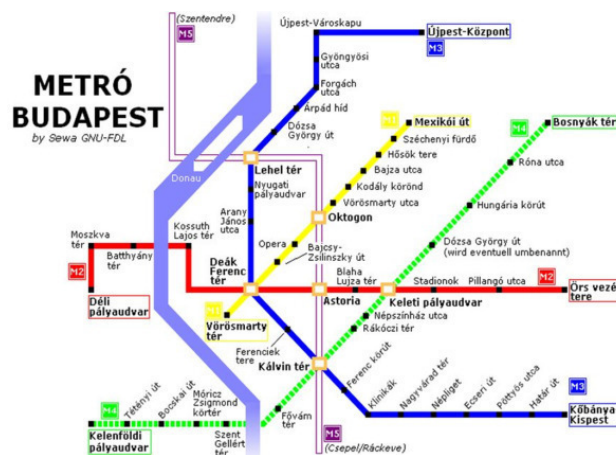 (Szentendre)
M5
METRÓ
BUDAPEST
by Sewa GNU-FDL
Újpest-Városkapu
Újpest-Központ
M3
Gyöngyösi
utca
Forgách
utca
Árpád híd
Dózsa
György út
Lehel tér
M1
Mexikói út
Széchenyi fürdő
Hősök tere
Bajza utca
Kodály körönd
Vörösmarty utca
Oktogon
M4
Bosnyák tér
Róna utca
Hungária körút
Dózsa György út
(wird eventuell umbenannt)
Donau
Nyugati
pályaudvar
Arany
János
utca
Opera
Bajcsy-
Zsilinszky út
Moszkva
tér
Batthyány
tér
Kossuth
Lajos tér
Deák
Ferenc
tér
M2
Déli
pályaudvar
Blaha
Lujza tér
Astoria
Keleti pályaudvar
Stadionok
Pillangó utca
M2
Örs vezér
tere
M1
Vörösmarty
tér
Népszínház utca
Rákóczi tér
Ferenciek
tere
Kálvin tér
Ferenc körút
Klinikák
Nagyvárad tér
Népliget
Ecseri út
Pöttyös utca
Határ út
M3
Kőbánya
Kispest
M4
Kelenföldi
pályaudvar
Tétényi út
Bocskai út
Móricz
Zsigmond
körtér
Szent
Gellért
tér
Fővám
tér
M5
(Csepel/Ráckeve)